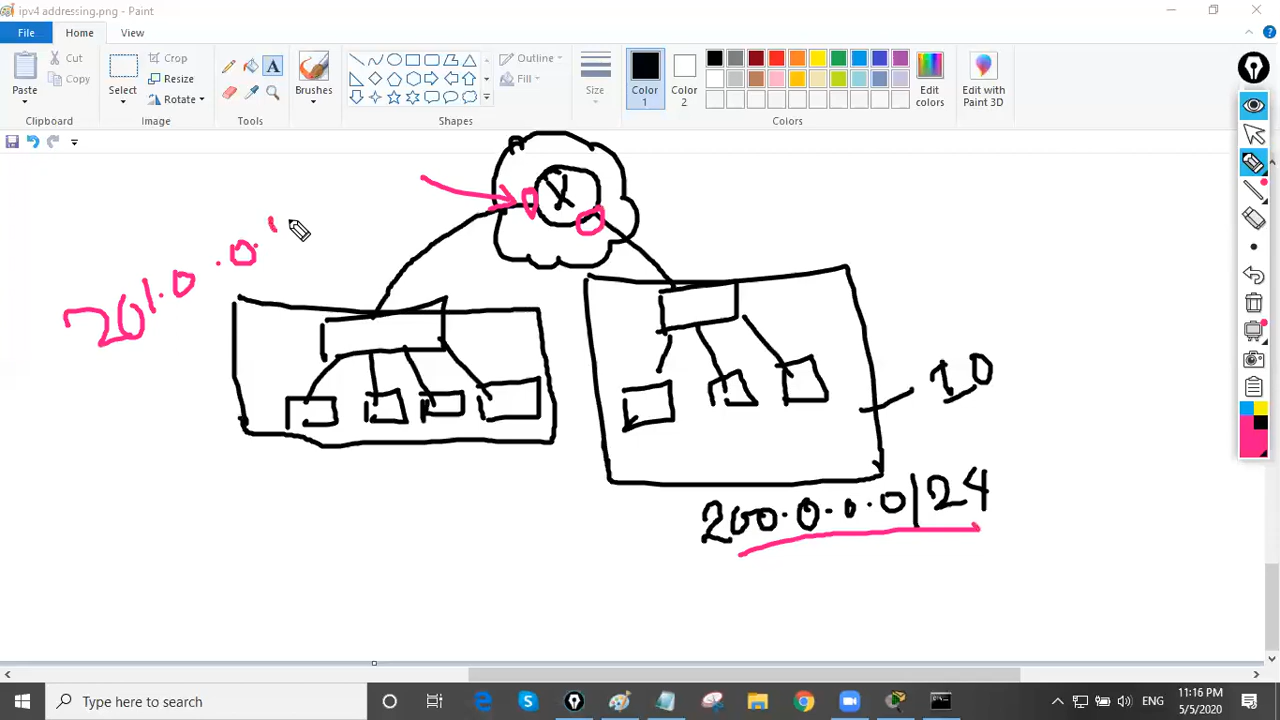 ipv4 addressing.png - Paint
File Home View
Paste
Cut
Copy
Clipboard
Select
Crop
Resize
Rotate
Image
A
Tools
Brushes
Shapes
Outline
Fill
Size
Color 1
Color 2
Colors
Edit colors
Edit with Paint 3D
X
201.0.0.
10
200.0.0.0/24
Type here to search
ENG
11:16 PM
5/5/2020